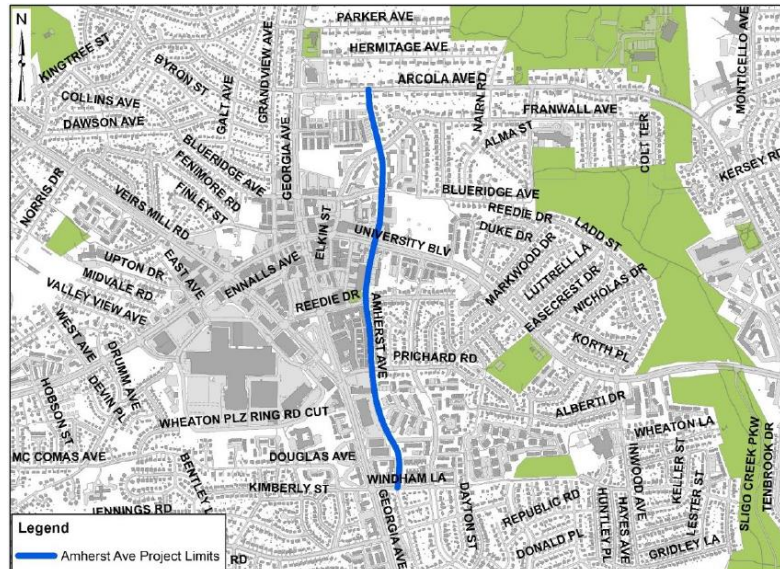 N
PARKER AVE
HERMITAGE AVE
ARCOLA AVE
KINGTREE ST
BYRON ST
GALT AVE
GRANDVIEW AVE
GEORGIA AVE
NAIRN RD
MONTICELLO AVE
COLLINS AVE
DAWSON AVE
FRANWALL AVE
ALMA ST
COLT TER
KERSEY RD
BLUERIDGE AVE
FENIMORE RD
FINLEY ST
NORRIS DR
VEIRS MILL RD
BLUERIDGE AVE
REEDIE DR
DUKE DR
LADD ST
ELKIN ST
UNIVERSITY BLV
MARKWOOD DR
LUTTRELL LA
EASECREST DR
NICHOLAS DR
UPTON DR
EAST AVE
ENNALLS AVE
MIDVALE RD
VALLEY VIEW AVE
REEDIE DR
AMHERST AVE
WEST AVE
DRUMM AVE
DEVIN PL
HOBSON ST
PRICHARD RD
KORTH PL
WHEATON PLZ RING RD CUT
ALBERTI DR
WHEATON LA
MC COMAS AVE
DOUGLAS AVE
BENTLEY L
KIMBERLY ST
WINDHAM LA
JENNINGS RD
GEORGIA AVE
DAYTON ST
REPUBLIC RD
DONALD PL
HUNTLEY PL
HAYES AVE
INWOOD AVE
KELLER ST
LESTER ST
GRIDLEY LA
SLIGO CREEK PKW
TENBROOK DR
RD
Legend
Amherst Ave Project Limits